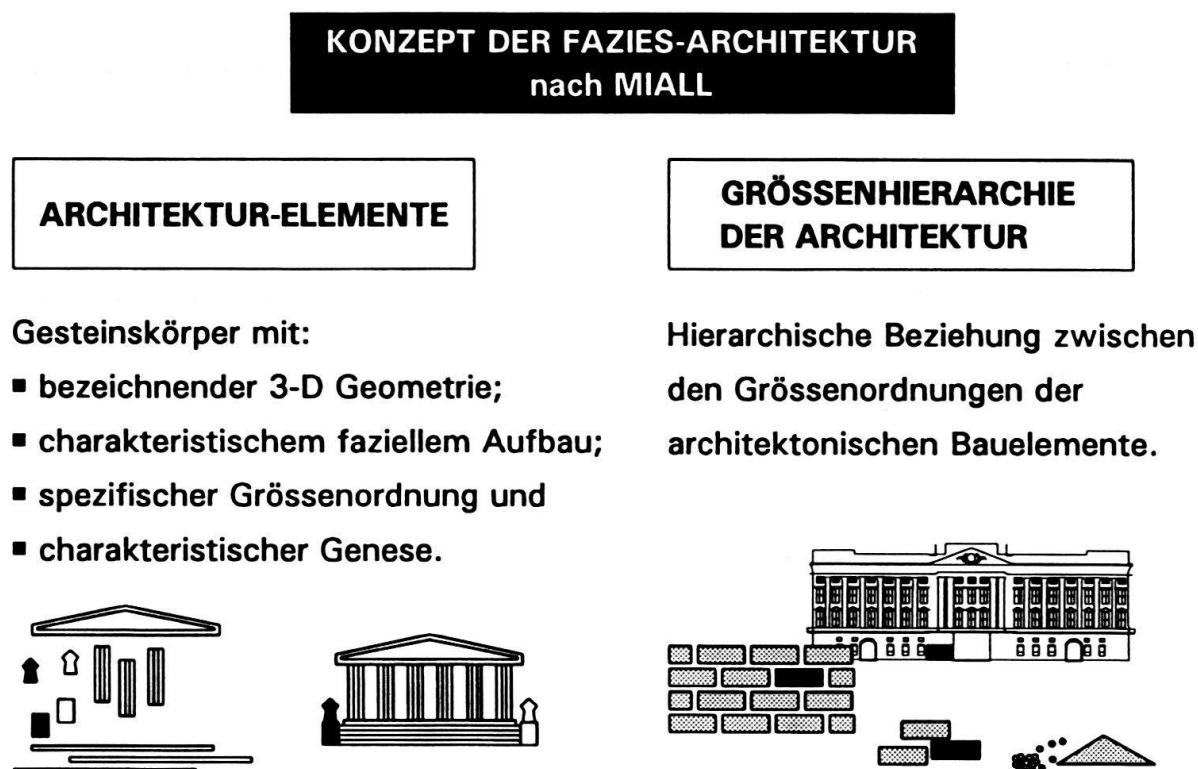 KONZEPT DER FAZIES-ARCHITEKTUR
nach MIALL
ARCHITEKTUR-ELEMENTE
Gesteinskörper mit:
▪ bezeichnender 3-D Geometrie;
▪ charakteristischem faziellem Aufbau;
▪ spezifischer Grössenordnung und
▪ charakteristischer Genese.
GRÖSSENHIERARCHIE
DER ARCHITEKTUR
Hierarchische Beziehung zwischen
den Grössenordnungen der
architektonischen Bauelemente.